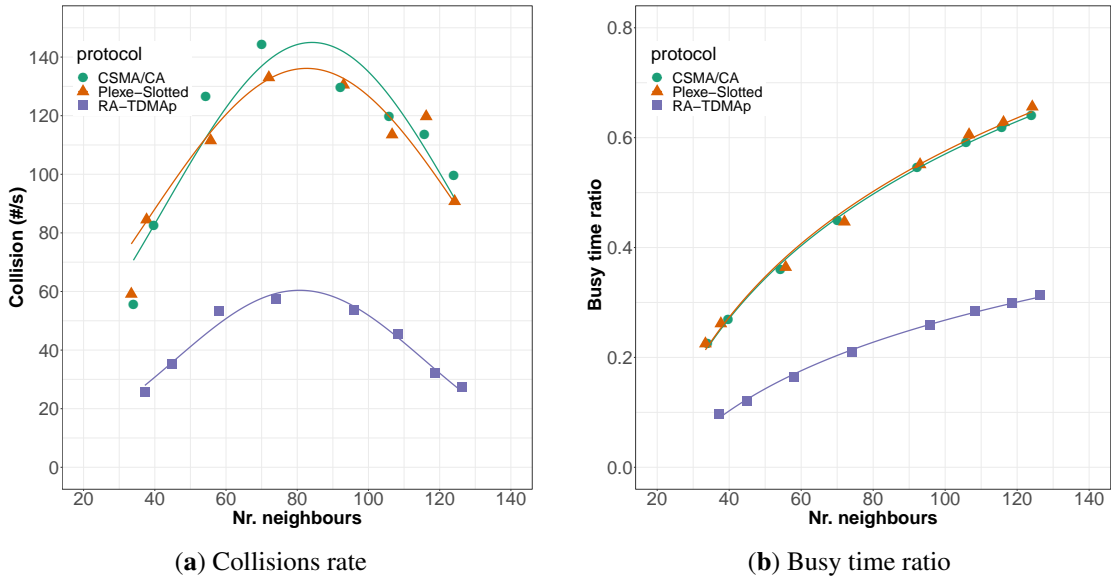 protocol
CSMA/CA
Plexe−Slotted
RA−TDMAp
Collision (#/s)
140
120
100
80
60
40
20
0
20 40 60 80 100 120 140
Nr. neighbours
(a) Collisions rate
protocol
CSMA/CA
Plexe−Slotted
RA−TDMAp
Busy time ratio
0.8
0.6
0.4
0.2
0.0
20 40 60 80 100 120 140
Nr. neighbours
(b) Busy time ratio